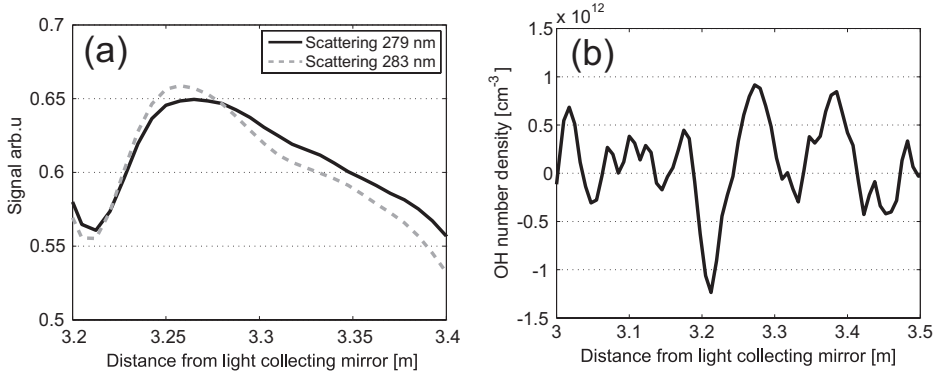 (a)
Scattering 279 nm
Scattering 283 nm
0.7
0.65
0.6
0.55
0.5
Signal arb.u
3.2
3.25
3.3
3.35
3.4
Distance from light collecting mirror [m]
(b)
x 10^12
1.5
1
0.5
0
-0.5
-1
-1.5
OH number density [cm^-3]
3
3.1
3.2
3.3
3.4
3.5
Distance from light collecting mirror [m]